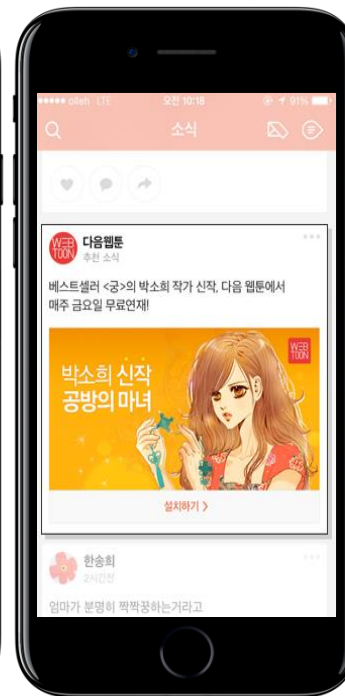 olleh LTE 오전 10:18 91%
소식
WEB
TOON
다음웹툰
추천 소식
베스트셀러 <궁>의 박소희 작가 신작, 다음 웹툰에서
매주 금요일 무료연재!
WEB
TOON
박소희 신작
공방의 마녀
설치하기 >
한송희
2시간전
엄마가 분명히 짝짝꿍하는거라고